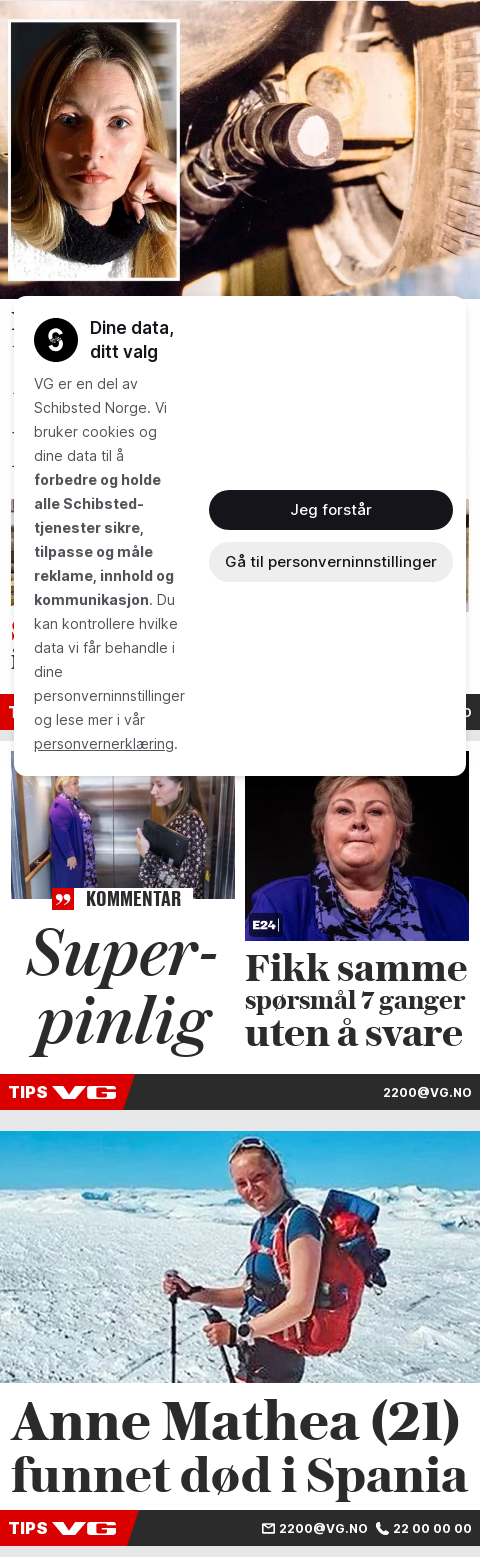 Dine data,
ditt valg
VG er en del av
Schibsted Norge. Vi
bruker cookies og
dine data til å
forbedre og holde
alle Schibsted-
tjenester sikre,
tilpasse og måle
reklame, innhold og
kommunikasjon. Du
kan kontrollere hvilke
data vi får behandle i
dine
personverninnstillinger
og lese mer i vår
personvernerklæring.
Jeg forstår
Gå til personverninnstillinger
KOMMENTAR
Super-
pinlig
E24
Fikk samme
spørsmål 7 ganger
uten å svare
TIPS VG
2200@VG.NO
Anne Mathea (21)
funnet død i Spania
TIPS VG
2200@VG.NO 22 00 00 00